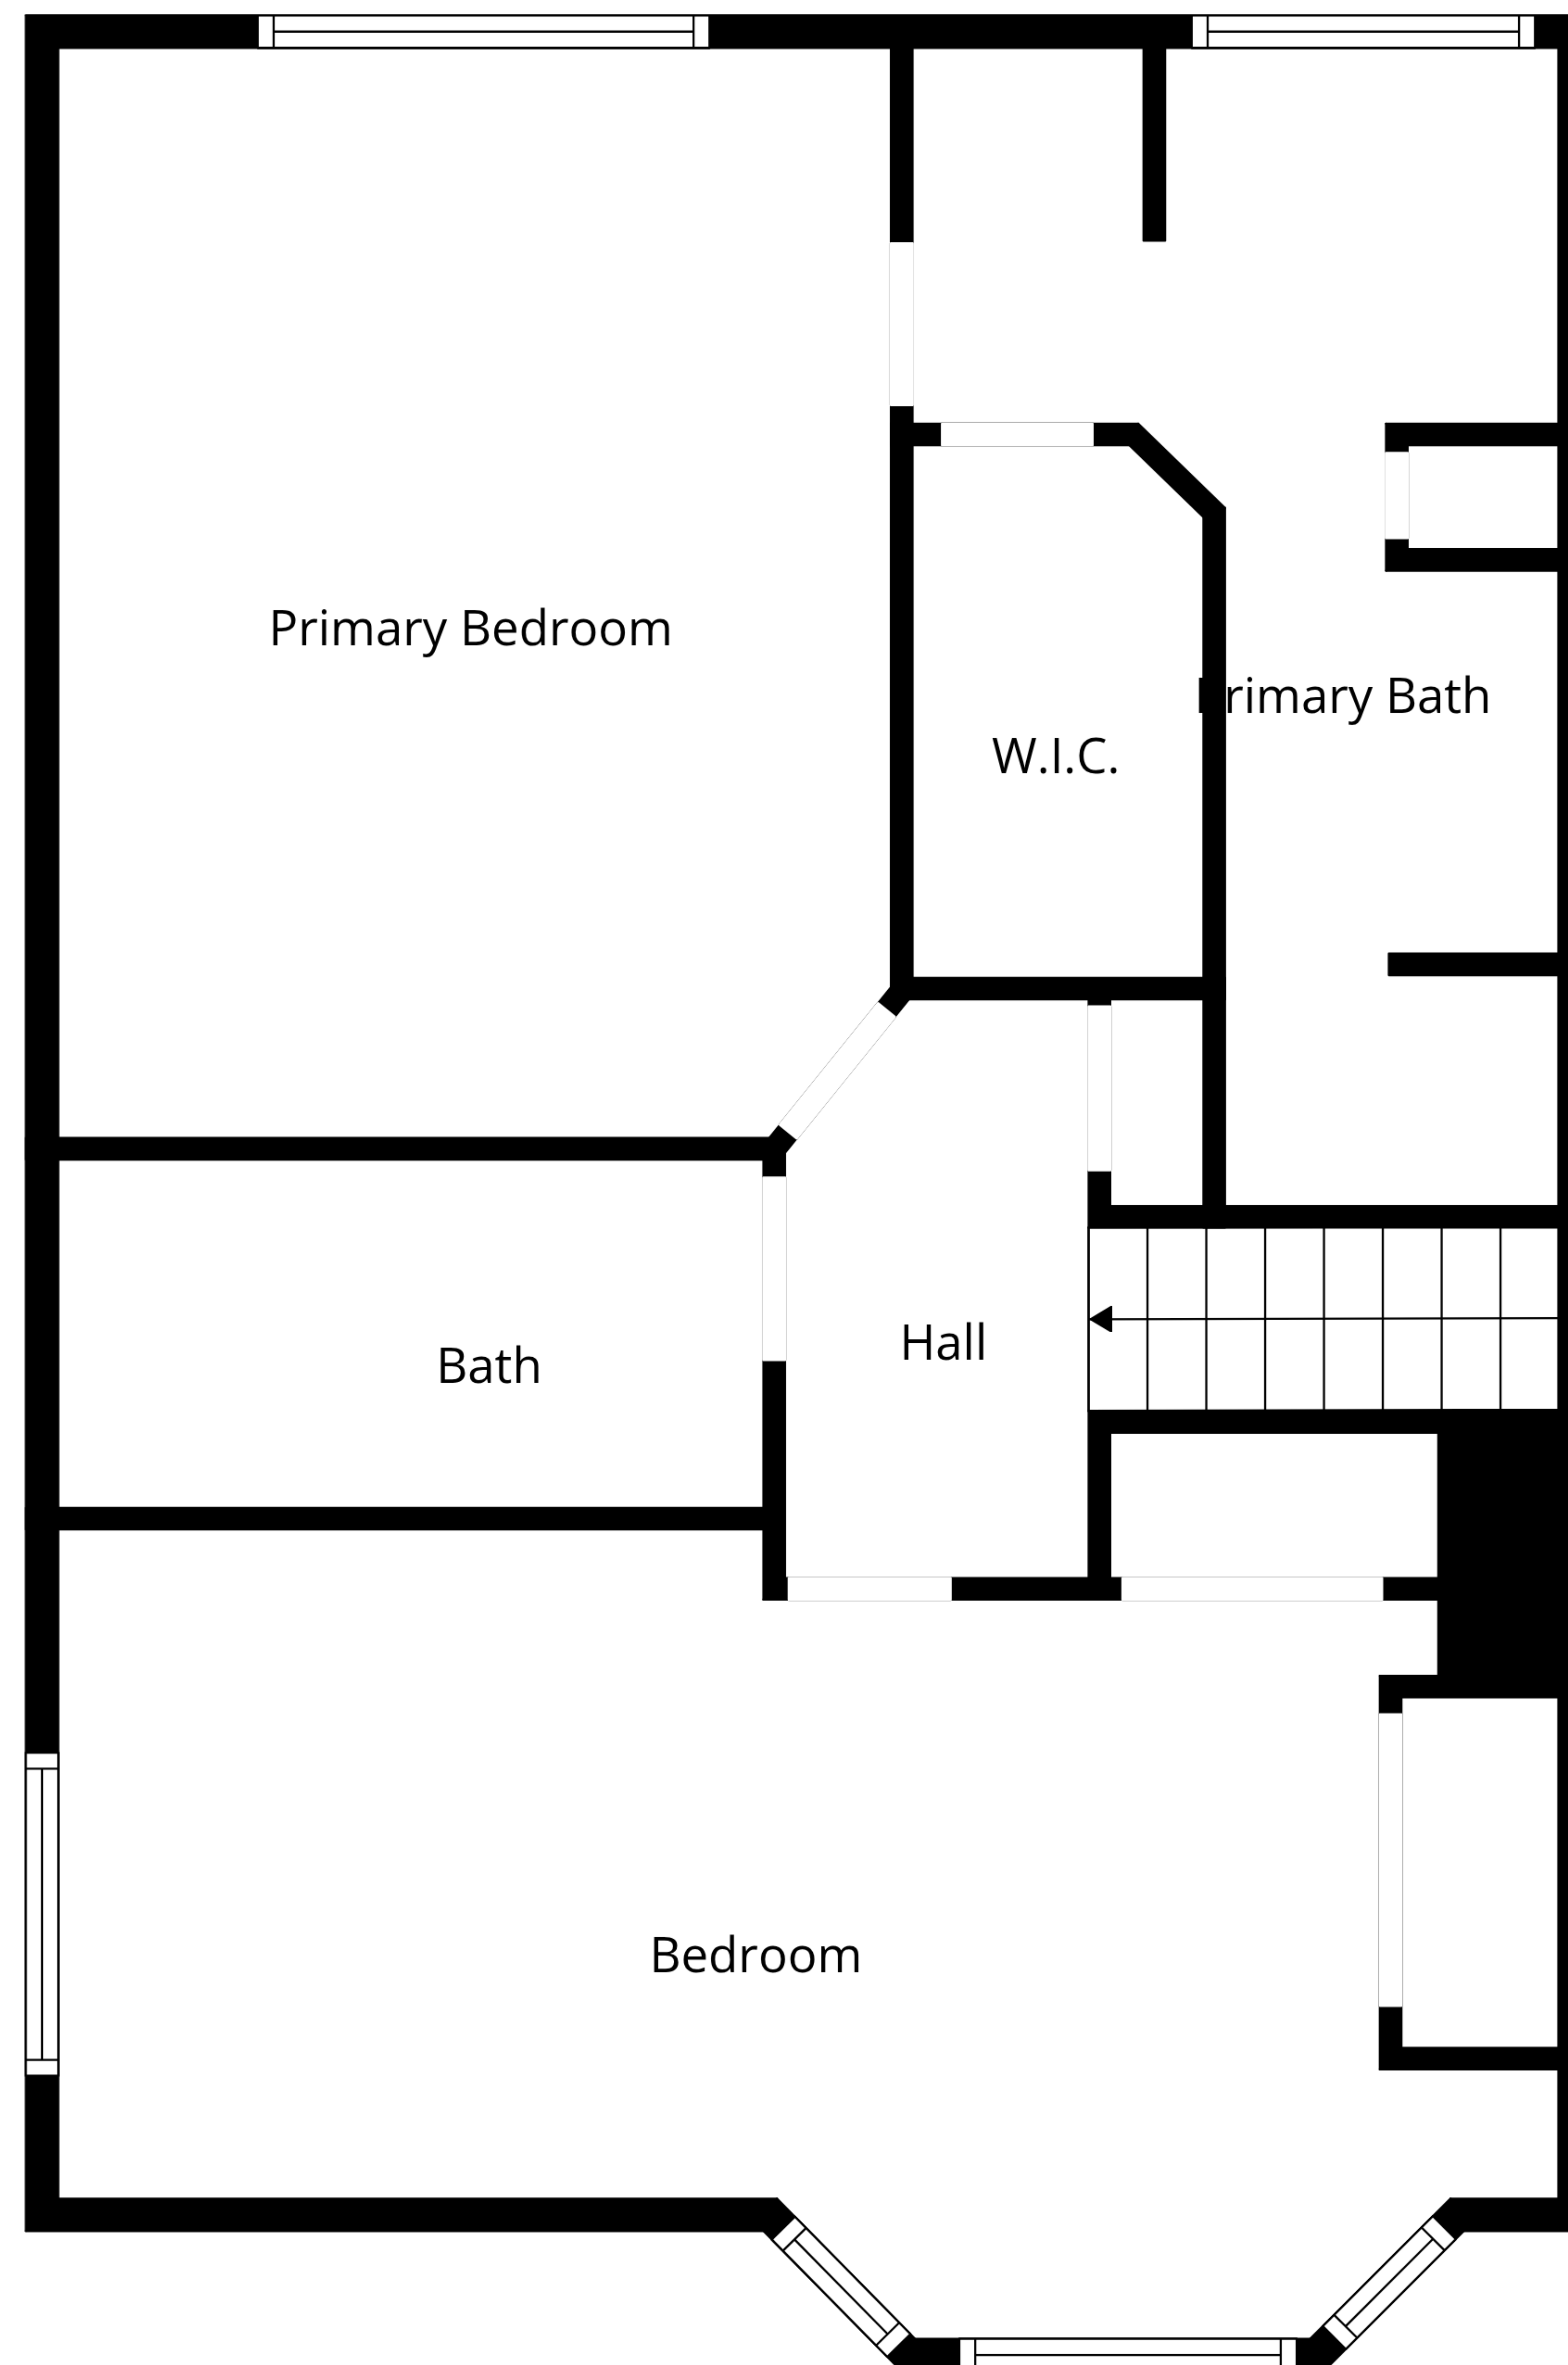 Primary Bedroom
Primary Bath
W.I.C.
Hall
Bath
Bedroom